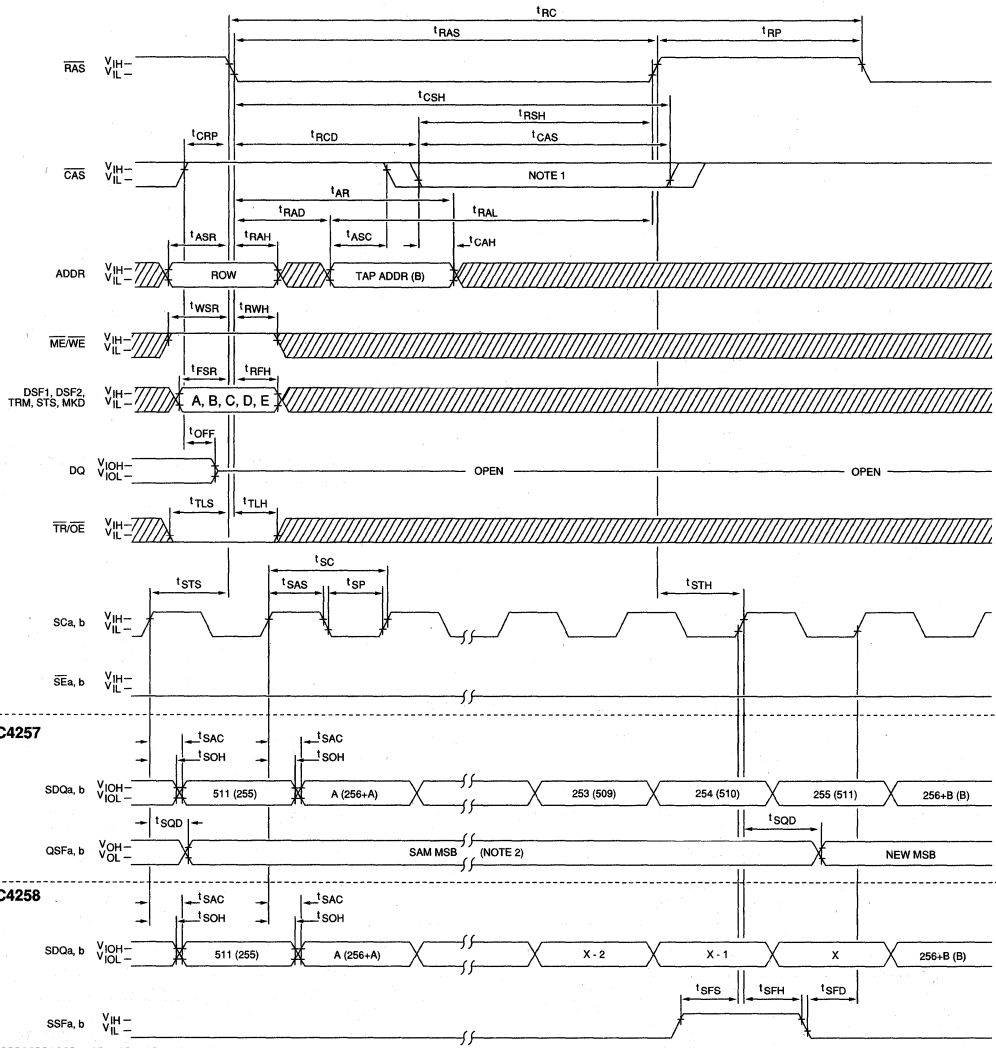 tRC
tRAS
tRP
RAS
VIH
VIL
tCSH
tRSH
tCRP
tRCD
tCAS
CAS
VIH
VIL
NOTE 1
tAR
tRAD
tRAL
tASR
tRAH
tASC
tCAH
ADDR
VIH
VIL
ROW
TAP ADDR (B)
tWSR
tRWH
ME/WE
VIH
VIL
tFSR
tRFH
DSF1, DSF2,
TRM, STS, MKD
VIH
VIL
A, B, C, D, E
tOFF
DQ
VIOH
VIOL
OPEN
OPEN
tTLS
tTLH
TR/OE
VIH
VIL
tSC
tSTS
tSAS
tSP
tSTH
SCa, b
VIH
VIL
SEa, b
VIH
VIL
C4257
tSAC
tSAC
tSOH
tSOH
SDQa, b
VIOH
VIOL
511 (255)
A (256+A)
253 (509)
254 (510)
255 (511)
256+B (B)
tSQD
tSQD
QSFa, b
VOH
VOL
SAM MSB (NOTE 2)
NEW MSB
C4258
tSAC
tSAC
tSOH
tSOH
SDQa, b
VIOH
VIOL
511 (255)
A (256+A)
X - 2
X - 1
X
256+B (B)
tSFS
tSFH
tSFD
SSFa, b
VIH
VIL